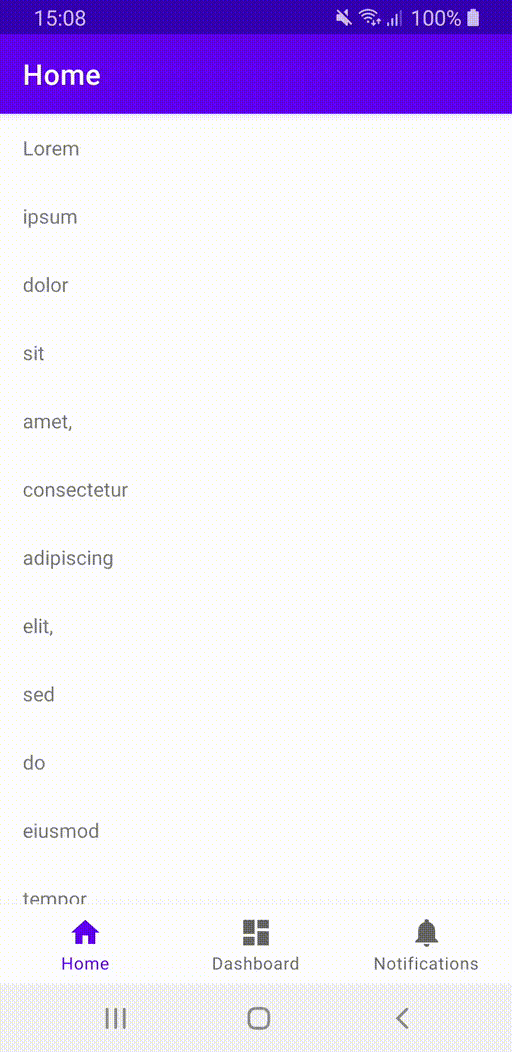 15:08 100%
Home
Lorem
ipsum
dolor
sit
amet,
consectetur
adipiscing
elit,
sed
do
eiusmod
tempor
Home Dashboard Notifications